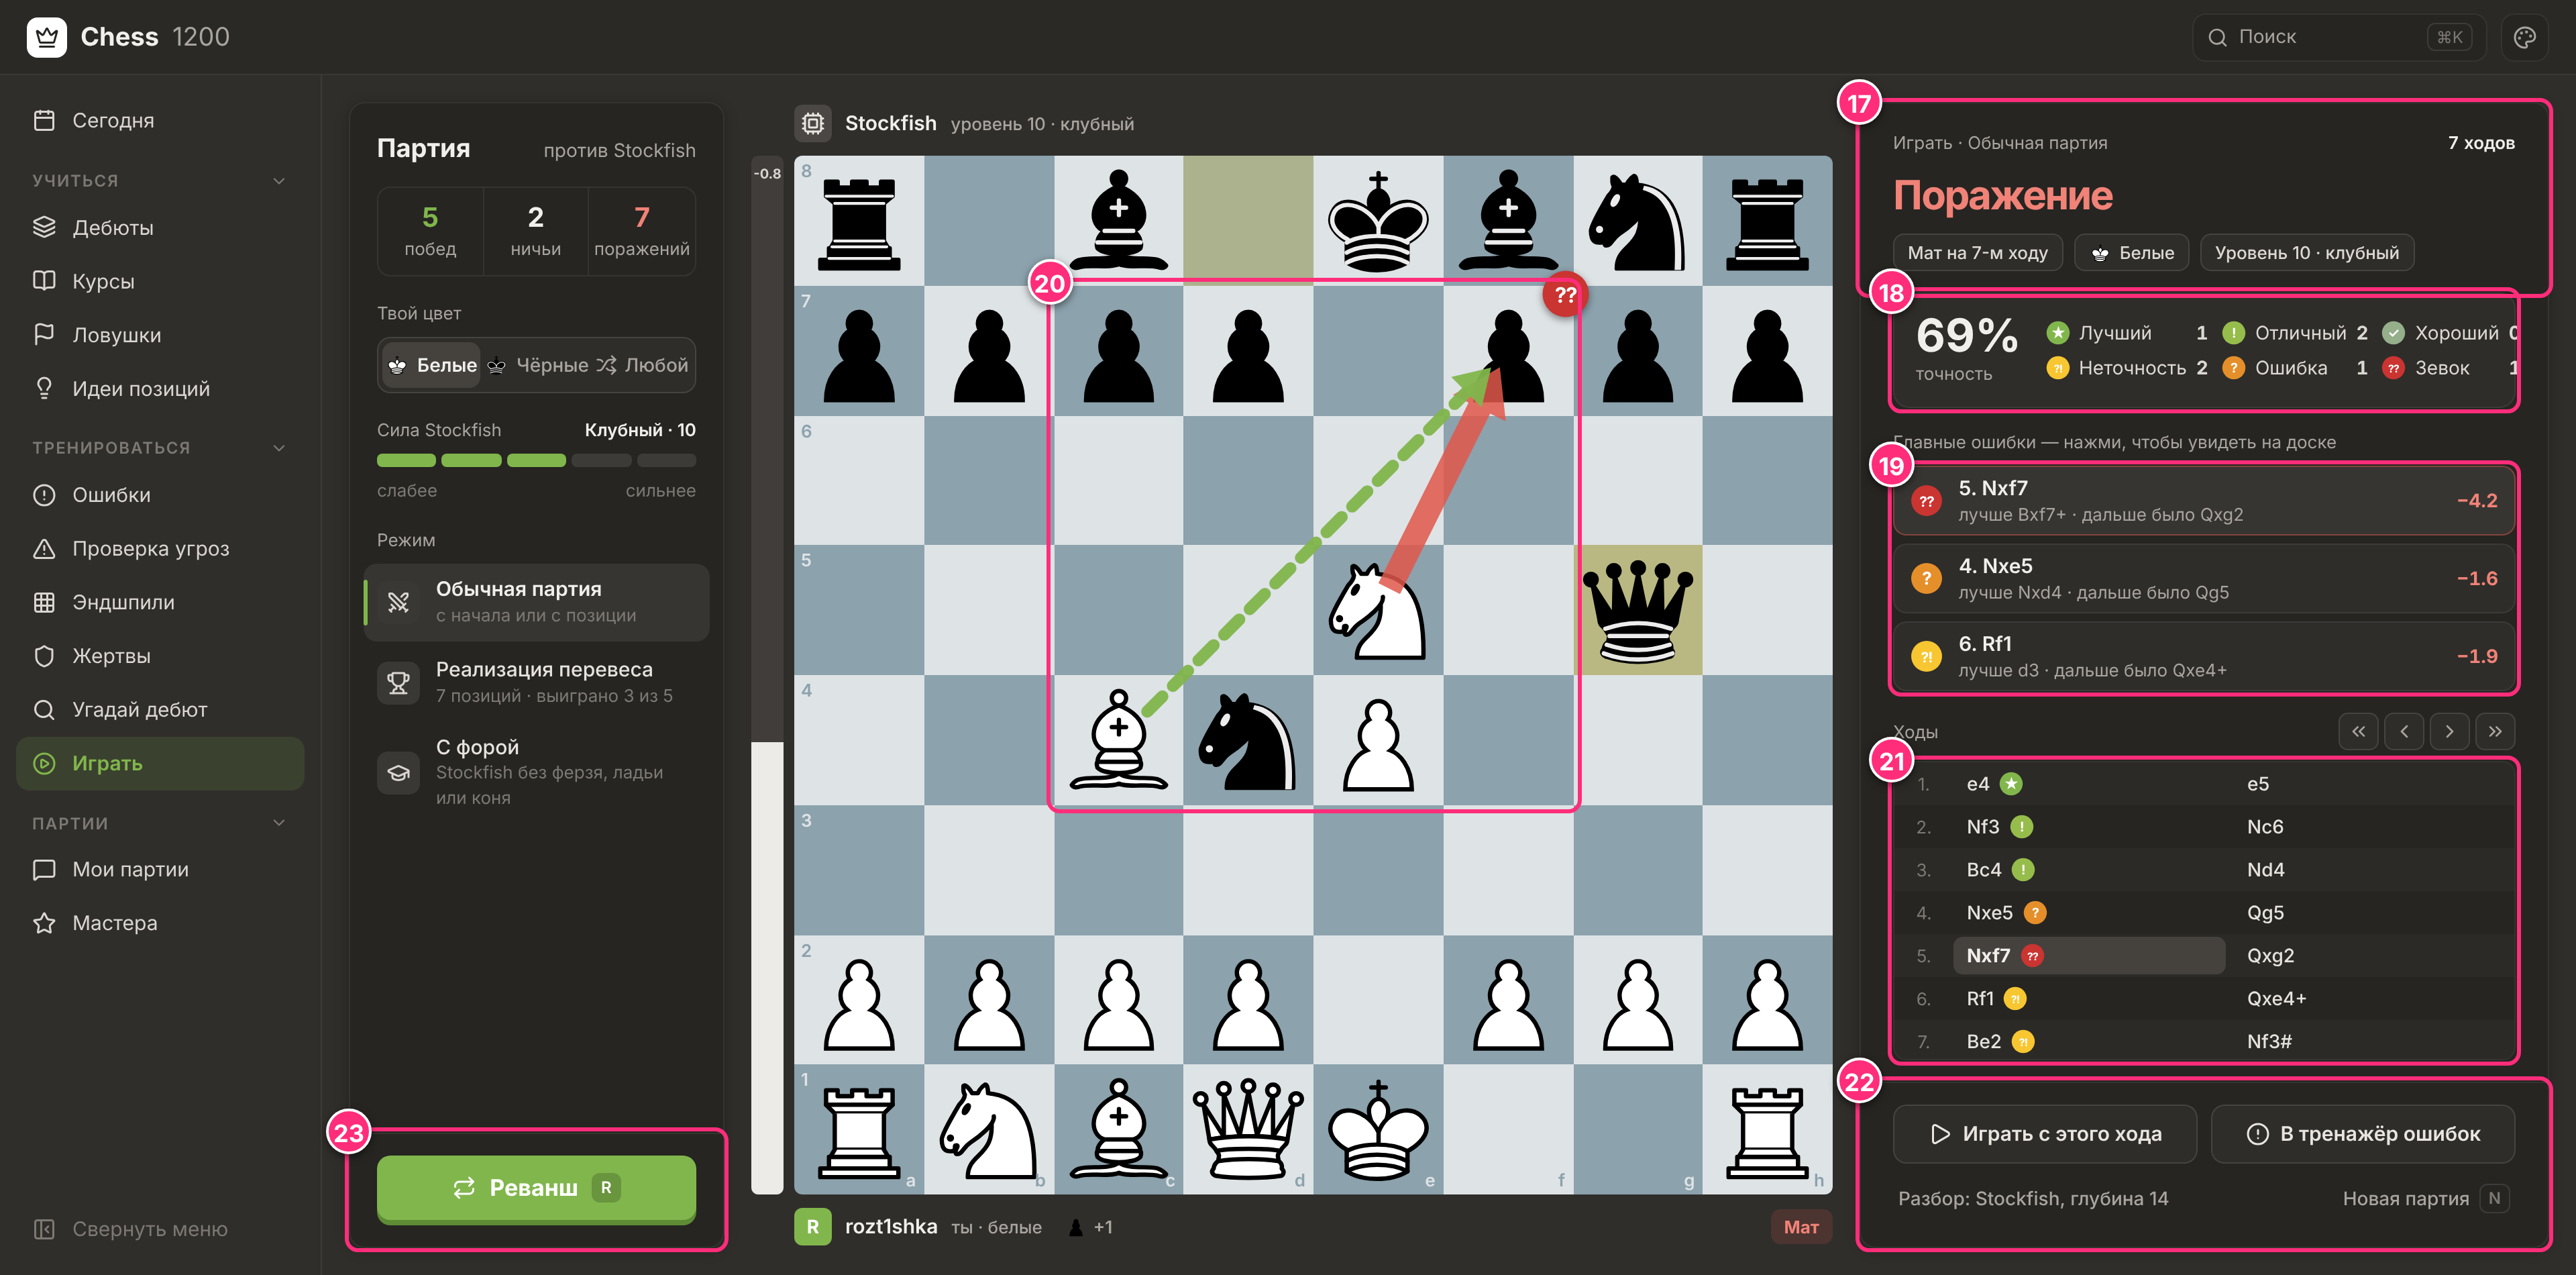 Chess 1200
Поиск ⌘K
Сегодня
УЧИТЬСЯ
Дебюты
Курсы
Ловушки
Идеи позиций
ТРЕНИРОВАТЬСЯ
Ошибки
Проверка угроз
Эндшпили
Жертвы
Угадай дебют
Играть
ПАРТИИ
Мои партии
Мастера
Свернуть меню
Партия против Stockfish
5 2 7
побед ничьи поражений
Твой цвет
Белые Чёрные Любой
Сила Stockfish Клубный · 10
слабее сильнее
Режим
Обычная партия
с начала или с позиции
Реализация перевеса
7 позиций · выиграно 3 из 5
С форой
Stockfish без ферзя, ладьи
или коня
23
Реванш R
Stockfish уровень 10 · клубный
-0.8
8
20
??
7
6
5
4
3
2
1
a b c d e f g h
R rozt1shka ты · белые +1 Мат
17
Играть · Обычная партия 7 ходов
Поражение
Мат на 7-м ходу Белые Уровень 10 · клубный
18
69%
точность
Лучший 1 ! Отличный 2 Хороший 0
?! Неточность 2 ? Ошибка 1 ?? Зевок 1
Главные ошибки — нажми, чтобы увидеть на доске
19
?? 5. Nxf7 −4.2
лучше Bxf7+ · дальше было Qxg2
? 4. Nxe5 −1.6
лучше Nxd4 · дальше было Qg5
?! 6. Rf1 −1.9
лучше d3 · дальше было Qxe4+
Ходы
21
1. e4 e5
2. Nf3 ! Nc6
3. Bc4 ! Nd4
4. Nxe5 ? Qg5
5. Nxf7 ?? Qxg2
6. Rf1 ?! Qxe4+
7. Be2 ?! Nf3#
22
Играть с этого хода В тренажёр ошибок
Разбор: Stockfish, глубина 14 Новая партия N